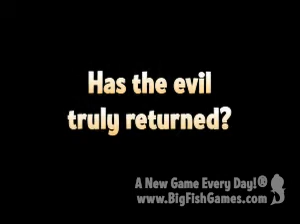 Has the evil
truly returned?
A New Game Every Day!®
www.BigFishGames.com